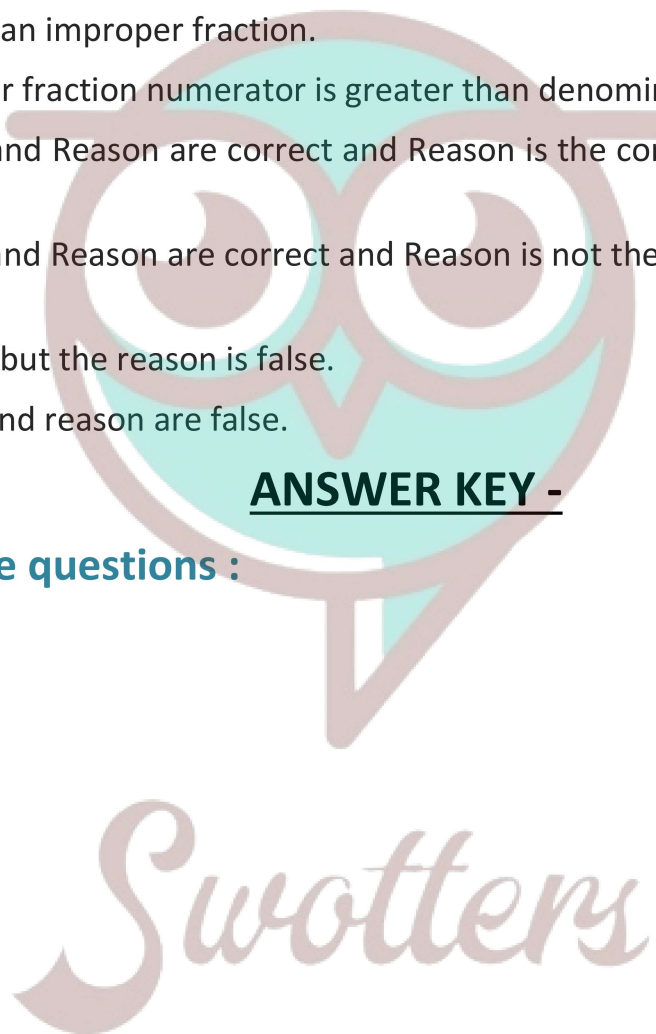 an improper fraction.
r fraction numerator is greater than denomi
and Reason are correct and Reason is the co
and Reason are correct and Reason is not the
but the reason is false.
nd reason are false.
ANSWER KEY -
e questions :
Swotters